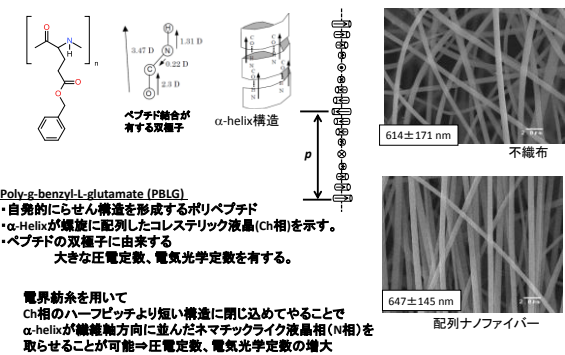 O
N
H
O
O
n
H
1.31 D
3.47 D
N
0.22 D
C
2.3 D
O
ペプチド結合が
有する双極子
α-helix構造
p
614±171 nm
不織布
Poly-g-benzyl-L-glutamate (PBLG)
・自発的にらせん構造を形成するポリペプチド
・α-Helixが螺旋に配列したコレステリック液晶(Ch相)を示す。
・ペプチドの双極子に由来する
大きな圧電定数、電気光学定数を有する。
電界紡糸を用いて
Ch相のハーフピッチより短い構造に閉じ込めてやることで
α-helixが繊維軸方向に並んだネマチックライク液晶相（N相）を
取らせることが可能⇒圧電定数、電気光学定数の増大
647±145 nm
配列ナノファイバー